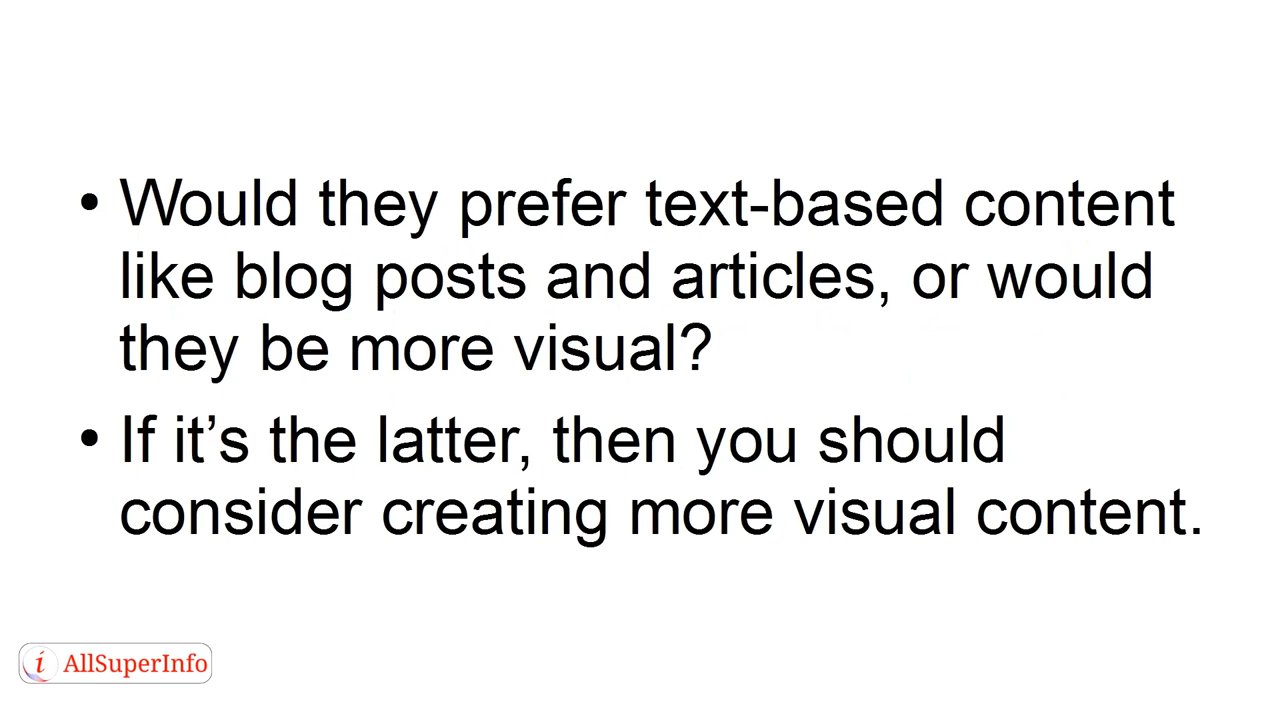 • Would they prefer text-based content
like blog posts and articles, or would
they be more visual?
• If it’s the latter, then you should
consider creating more visual content.
i AllSuperInfo